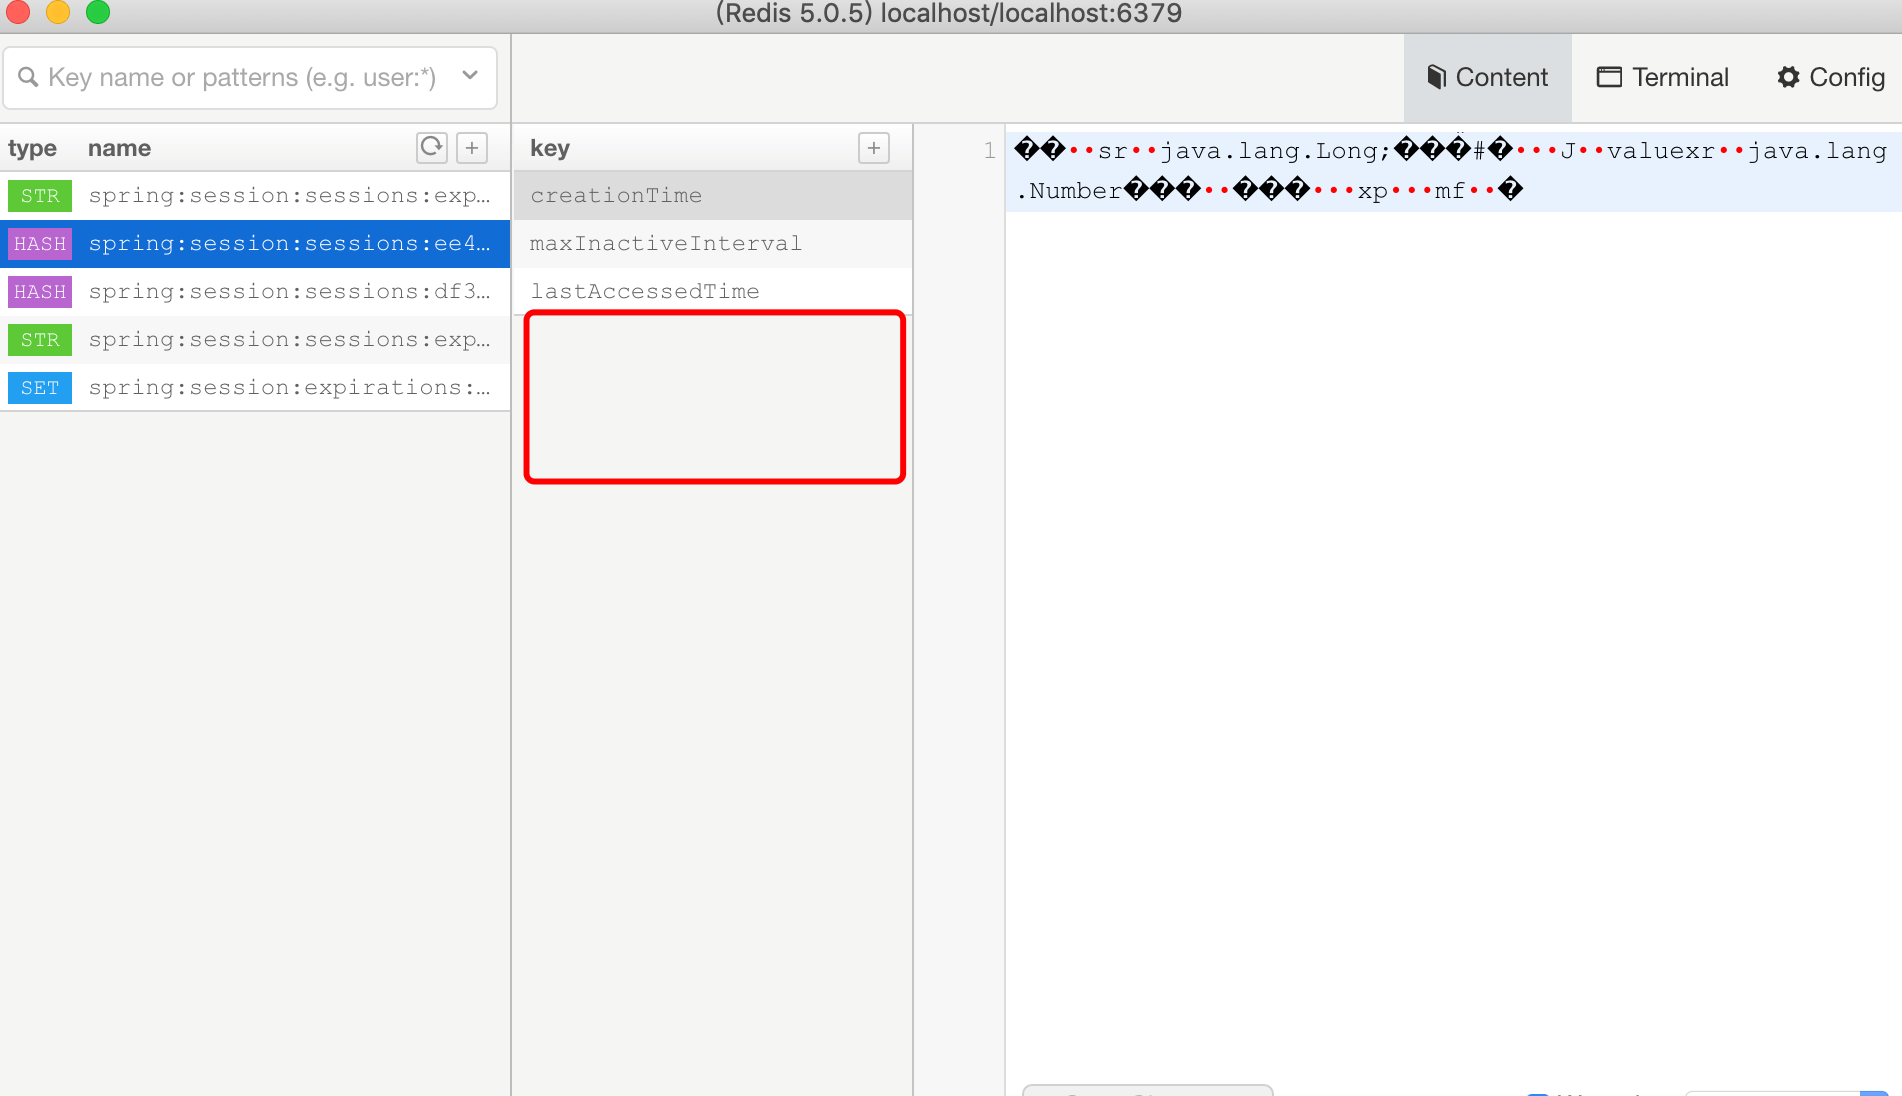 (Redis 5.0.5) localhost/localhost:6379
Key name or patterns (e.g. user:*)
Content
Terminal
Config
type name
key
STR spring:session:sessions:exp…
HASH spring:session:sessions:ee4…
HASH spring:session:sessions:df3…
STR spring:session:sessions:exp…
SET spring:session:expirations:…
creationTime
maxInactiveInterval
lastAccessedTime
1
��••sr••java.lang.Long;���#�•••J••valuexr••java.lang
.Number���••���•••xp•••mf••�